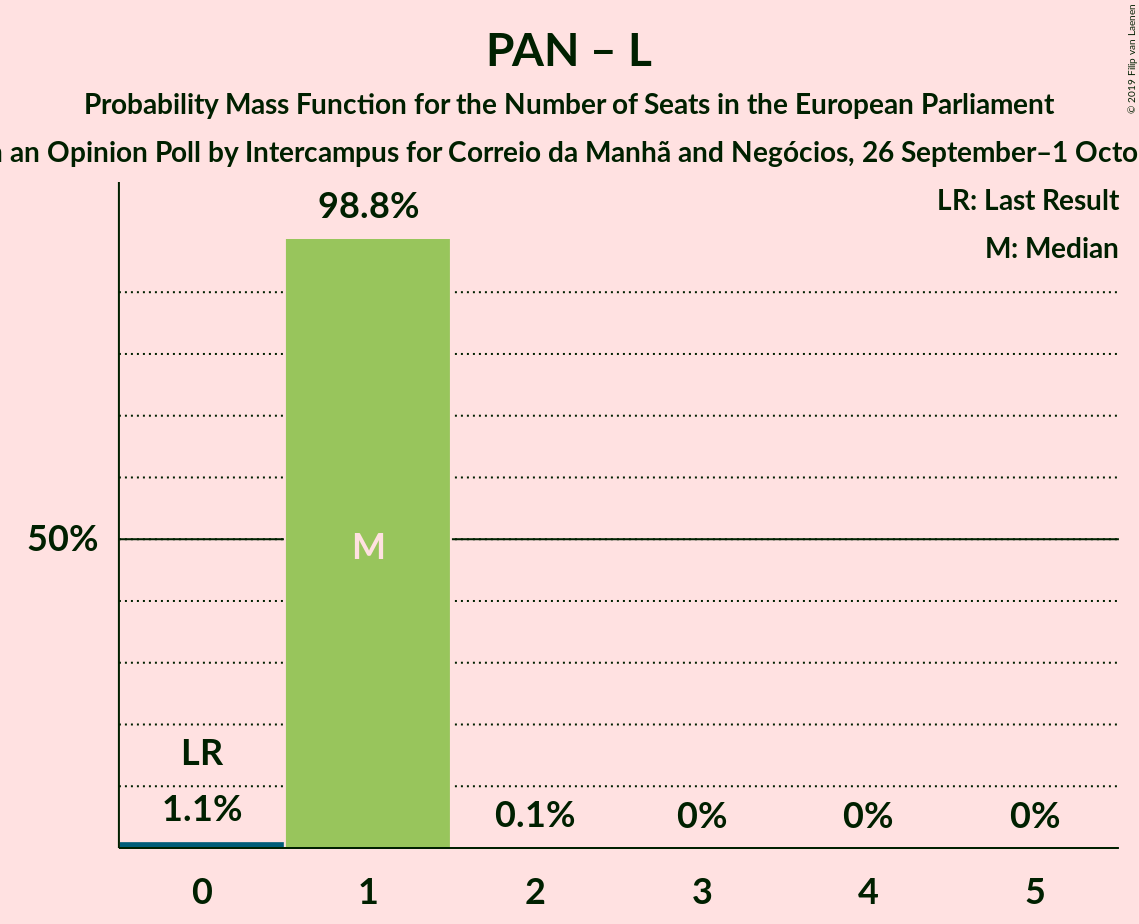 PAN – L
Probability Mass Function for the Number of Seats in the European Parliament
an Opinion Poll by Intercampus for Correio da Manhã and Negócios, 26 September–1 Octo
© 2019 Filip van Laenen
LR: Last Result
M: Median
98.8%
50%
M
LR
1.1%
0.1%
0%
0%
0%
0
1
2
3
4
5